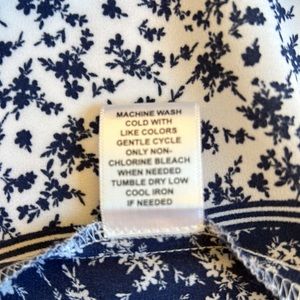 MACHINE WASH
COLD WITH
LIKE COLORS
GENTLE CYCLE
ONLY NON-
CHLORINE BLEACH
WHEN NEEDED
TUMBLE DRY LOW
COOL IRON
IF NEEDED